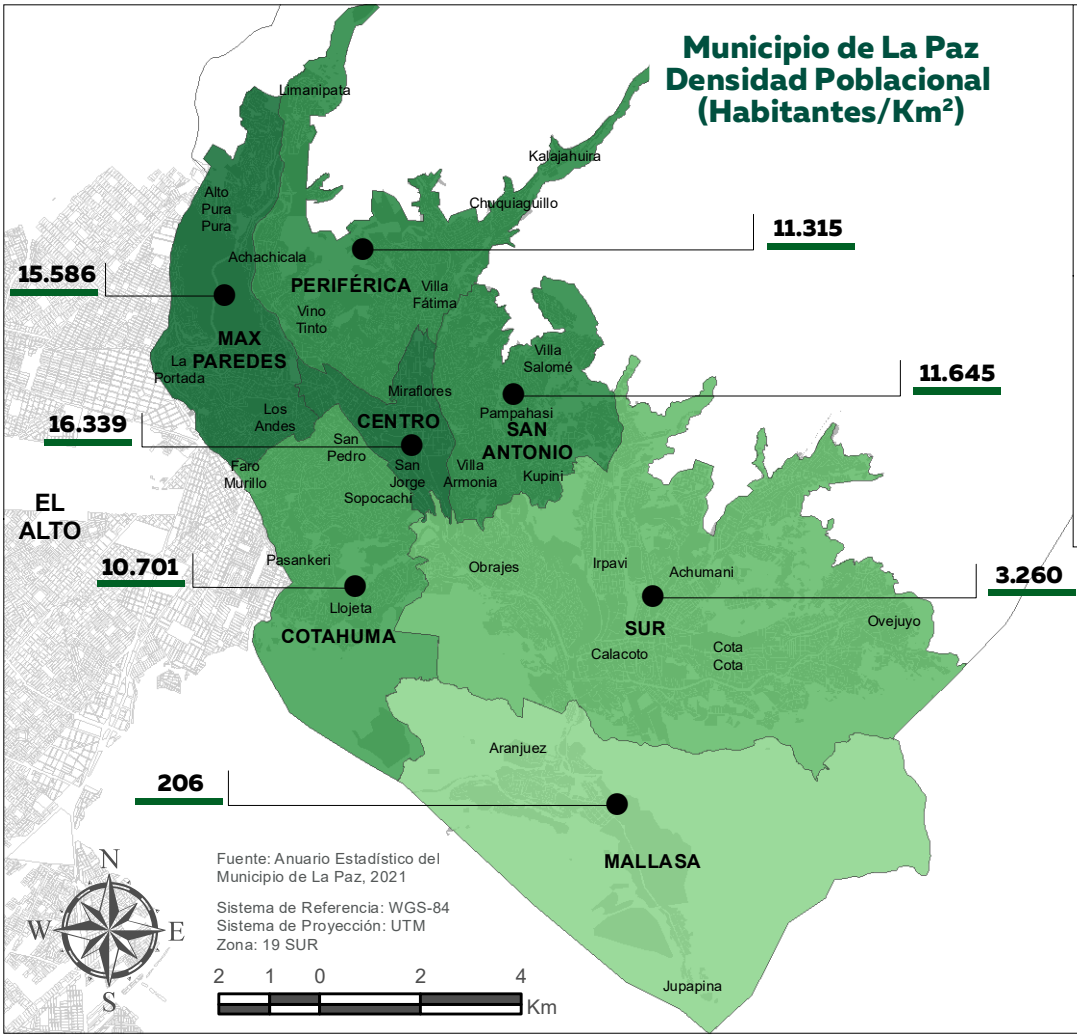 Municipio de La Paz
Densidad Poblacional
(Habitantes/Km²)
Limanipata
Kalajahuira
Alto
Pura
Pura
Chuquiaguillo
11.315
Achachicala
15.586
PERIFÉRICA
Villa
Fátima
Vino
Tinto
MAX
PAREDES
La
Portada
Villa
Salomé
11.645
Miraflores
Los
Andes
CENTRO
Pampahasi
SAN
ANTONIO
16.339
San
Pedro
San
Jorge
Sopocachi
Villa
Armonia
Kupini
Faro
Murillo
EL
ALTO
Pasankeri
10.701
Llojeta
COTAHUMA
Obrajes
Irpavi
Achumani
3.260
SUR
Ovejuyo
Calacoto
Cota
Cota
Aranjuez
206
MALLASA
Jupapina
Fuente: Anuario Estadístico del
Municipio de La Paz, 2021
Sistema de Referencia: WGS-84
Sistema de Proyección: UTM
Zona: 19 SUR
N
W
E
S
2 1 0 2 4
Km